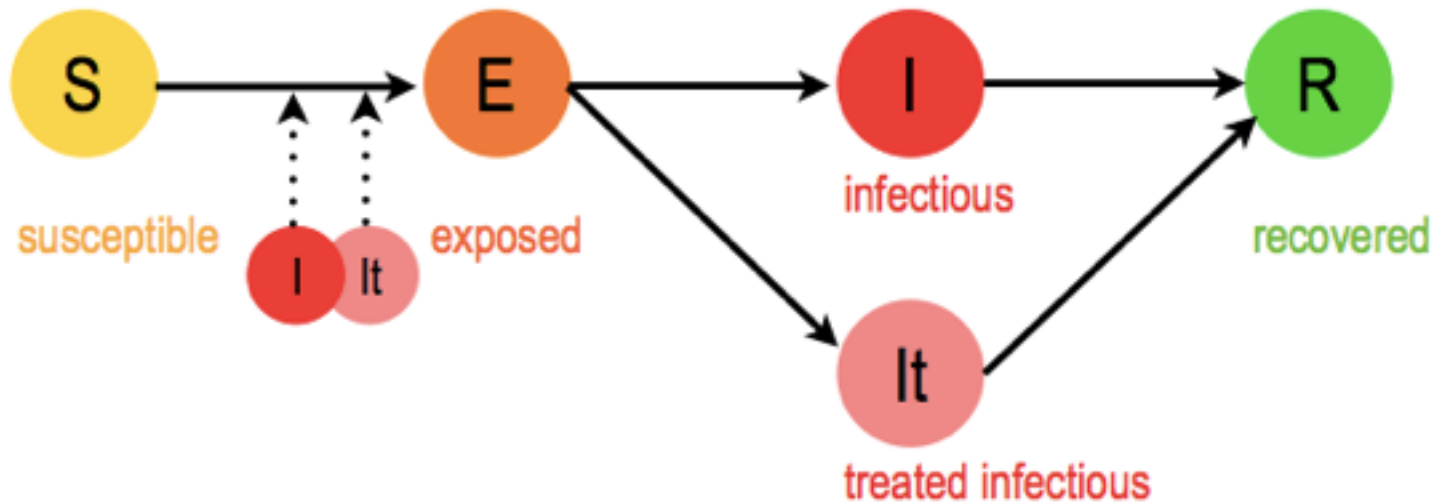 S
E
I
R
infectious
susceptible
exposed
recovered
I
It
It
treated infectious